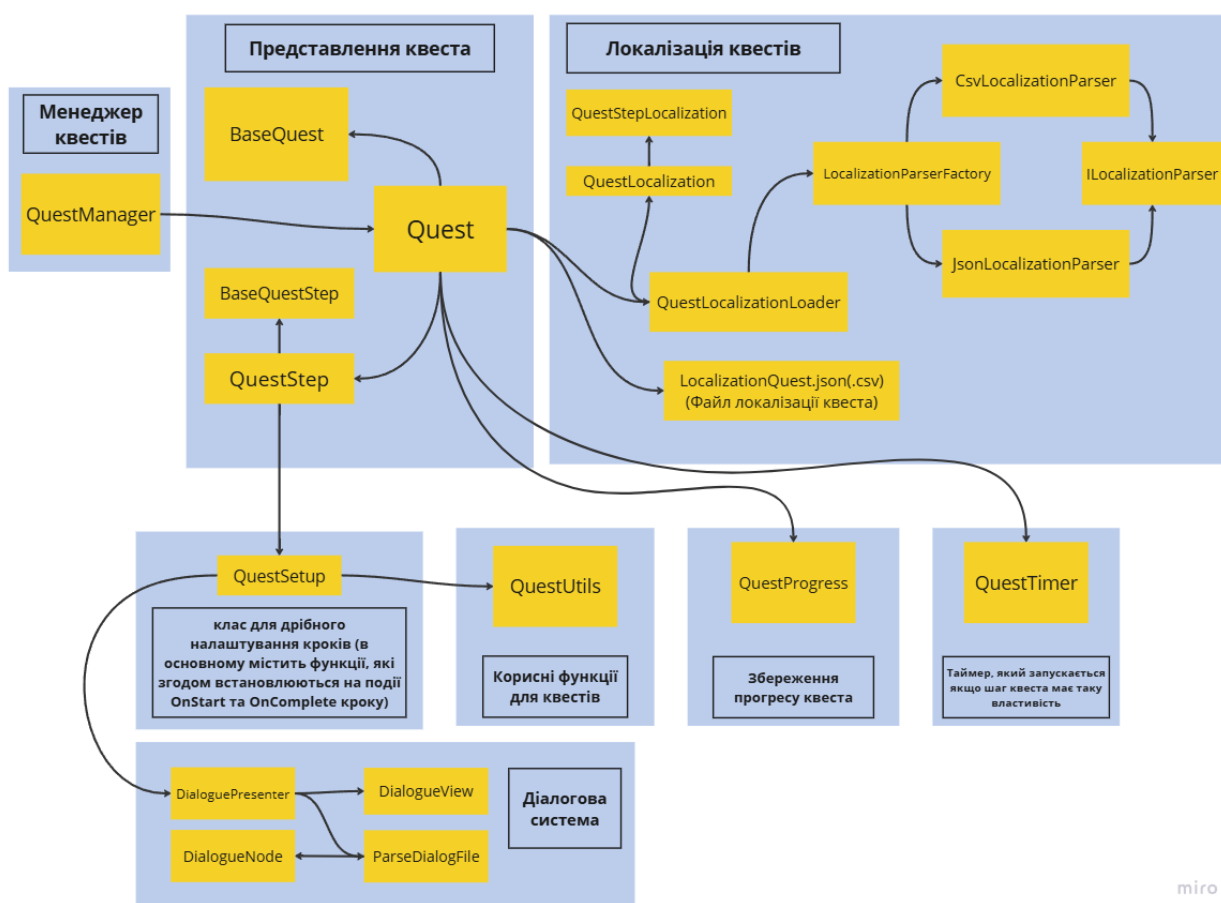 Менеджер
квестів
QuestManager
Представлення квеста
BaseQuest
Quest
BaseQuestStep
QuestStep
Локалізація квестів
QuestStepLocalization
QuestLocalization
QuestLocalizationLoader
LocalizationParserFactory
CsvLocalizationParser
ILocalizationParser
JsonLocalizationParser
LocalizationQuest.json(.csv)
(Файл локалізації квеста)
QuestSetup
клас для дрібного
налаштування кроків (в
основному містить функції, які
згодом встановлюються на події
OnStart та OnComplete кроку)
QuestUtils
Корисні функції
для квестів
QuestProgress
Збереження
прогресу квеста
QuestTimer
Таймер, який запускається
якщо шаг квеста має таку
властивість
DialoguePresenter
DialogueView
DialogueNode
ParseDialogFile
Діалогова
система
miro